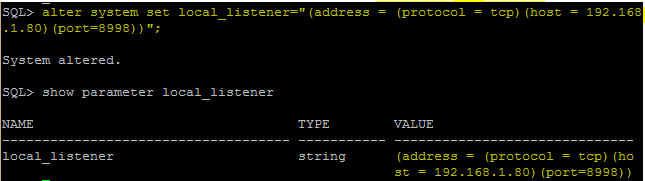 SQL> alter system set local_listener="(address = (protocol = tcp)(host = 192.168
.1.80)(port=8998))";
System altered.
SQL> show parameter local_listener
NAME                                 TYPE        VALUE
------------------------------------ ----------- ------------------------------
local_listener                       string      (address = (protocol = tcp)(ho
                                                 st = 192.168.1.80)(port=8998))